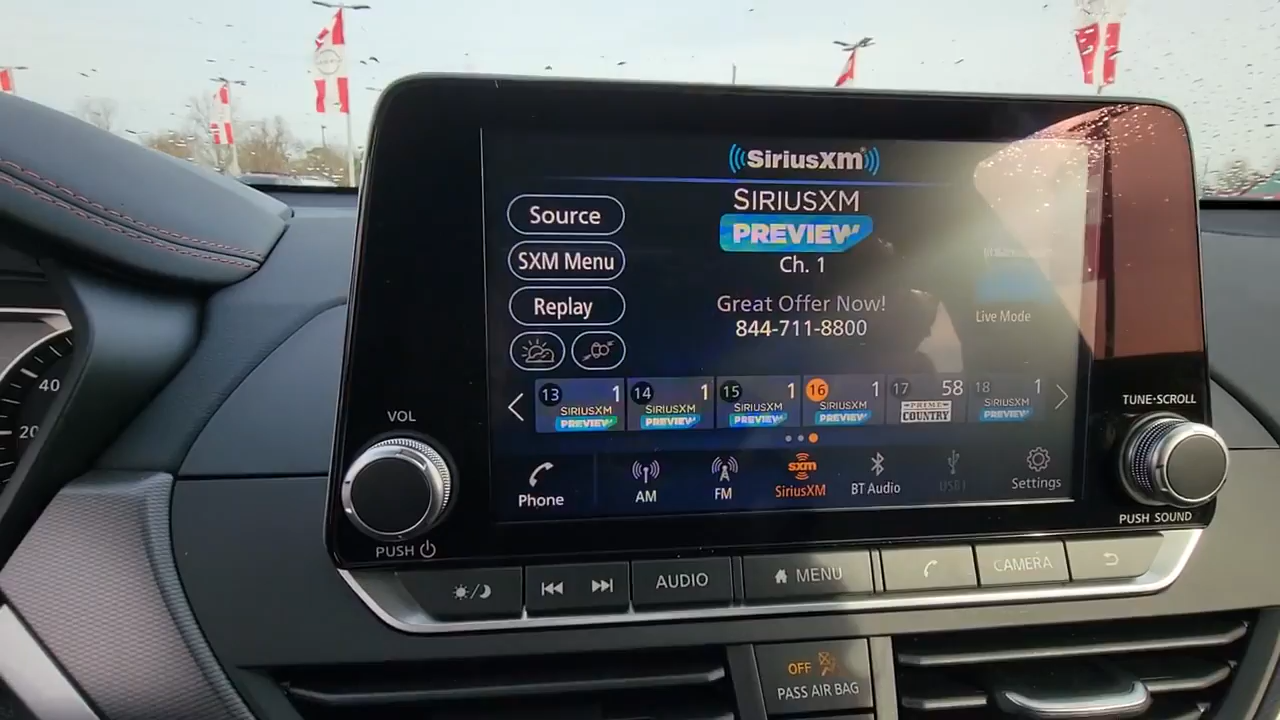 SiriusXm
SIRIUSXM
PREVIEW
Ch. 1
Great Offer Now!
844-711-8800
Source
SXM Menu
Replay
Live Mode
13 1
SIRIUSXM
PREVIEW
14 1
SIRIUSXM
PREVIEW
15 1
SIRIUSXM
PREVIEW
16 1
SIRIUSXM
PREVIEW
17 58
PRIME
COUNTRY
18 1
SIRIUSXM
PREVIEW
Phone
AM
FM
sxm
SiriusXM
BT Audio
USB1
Settings
VOL
PUSH
TUNE•SCROLL
PUSH SOUND
AUDIO
MENU
CAMERA
OFF
PASS AIR BAG
40
20